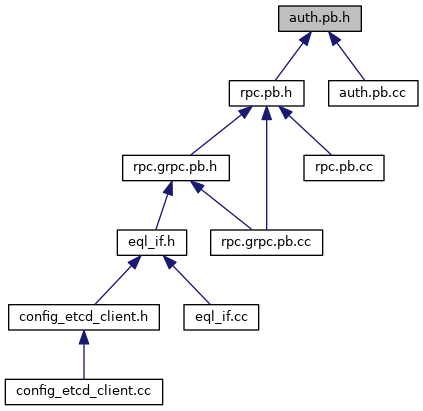 auth.pb.h
rpc.pb.h
auth.pb.cc
rpc.grpc.pb.h
rpc.pb.cc
eql_if.h
rpc.grpc.pb.cc
config_etcd_client.h
eql_if.cc
config_etcd_client.cc